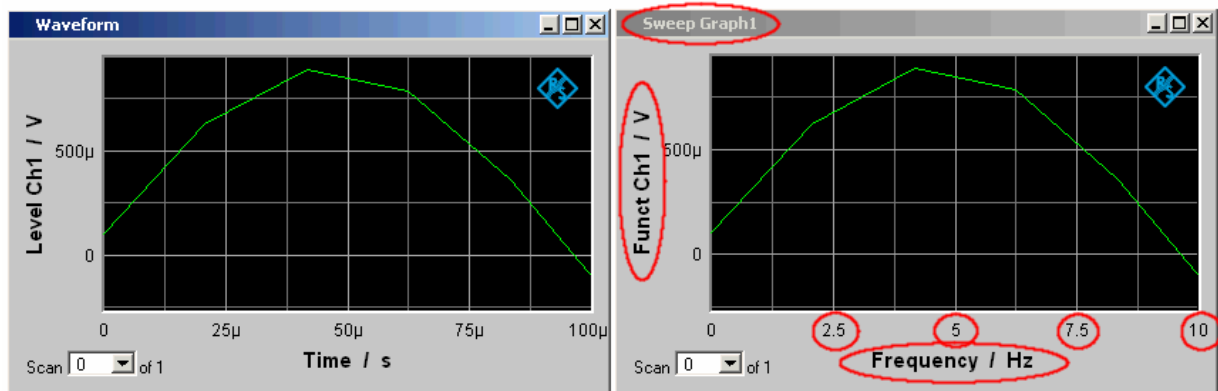 Waveform
Level Ch1 / V
500µ
0
0 25µ 50µ 75µ 100µ
Time / s
Scan 0 of 1
Sweep Graph1
Funct Ch1 / V
500µ
0
0 2.5 5 7.5 10
Frequency / Hz
Scan 0 of 1